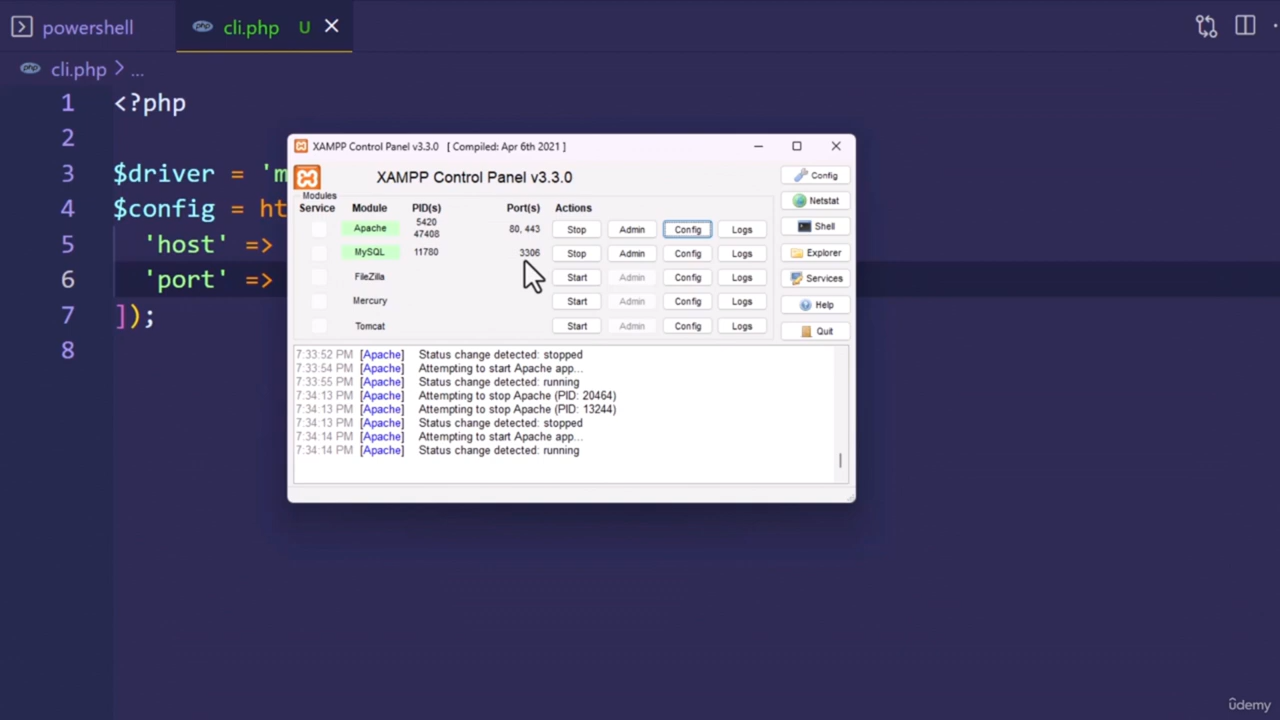 powershell
cli.php U
cli.php > ...
1 <?php
2
3 $driver = 'm
4 $config = ht
5 'host' =>
6 'port' =>
7 ]);
8
XAMPP Control Panel v3.3.0 [ Compiled: Apr 6th 2021 ]
XAMPP Control Panel v3.3.0
Modules
Service Module PID(s) Port(s) Actions
Apache 5420 47408 80, 443 Stop Admin Config Logs
MySQL 11780 3306 Stop Admin Config Logs
FileZilla Start Admin Config Logs
Mercury Start Admin Config Logs
Tomcat Start Admin Config Logs
Config
Netstat
Shell
Explorer
Services
Help
Quit
7:33:52 PM [Apache] Status change detected: stopped
7:33:54 PM [Apache] Attempting to start Apache app...
7:33:55 PM [Apache] Status change detected: running
7:34:13 PM [Apache] Attempting to stop Apache (PID: 20464)
7:34:13 PM [Apache] Attempting to stop Apache (PID: 13244)
7:34:13 PM [Apache] Status change detected: stopped
7:34:14 PM [Apache] Attempting to start Apache app...
7:34:14 PM [Apache] Status change detected: running
ûdemy